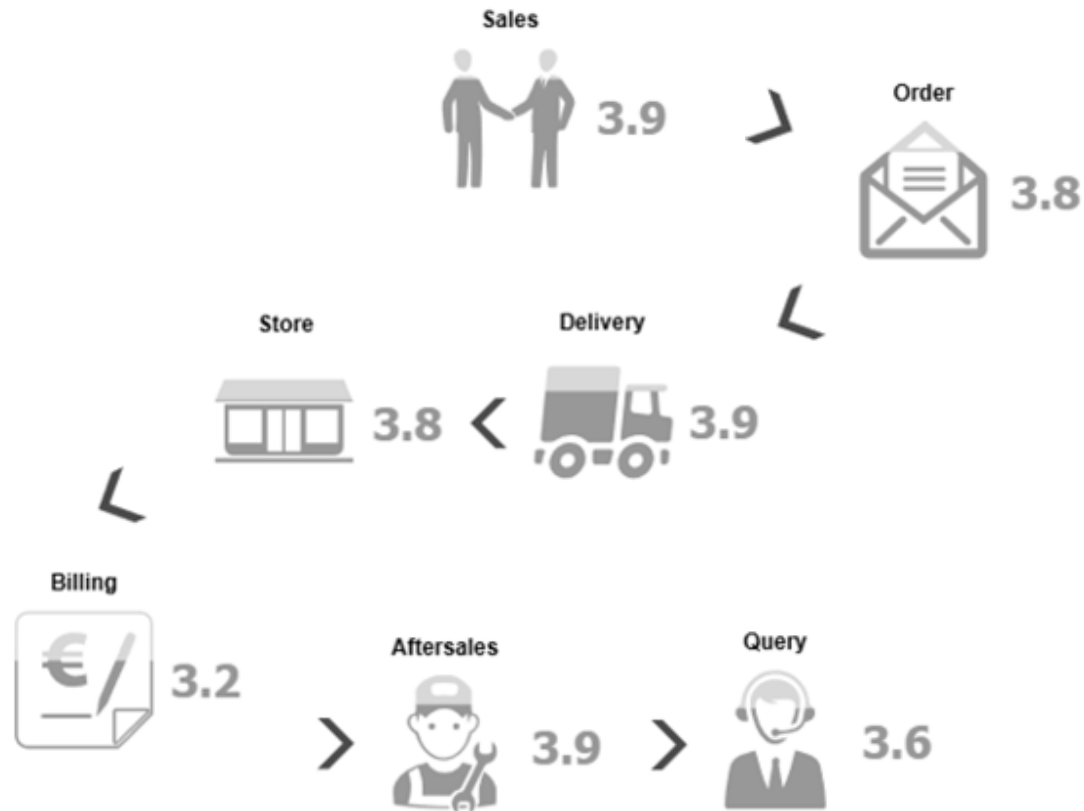 Sales
3.9
Order
3.8
Store
3.8
Delivery
3.9
Billing
€
3.2
Aftersales
3.9
Query
3.6